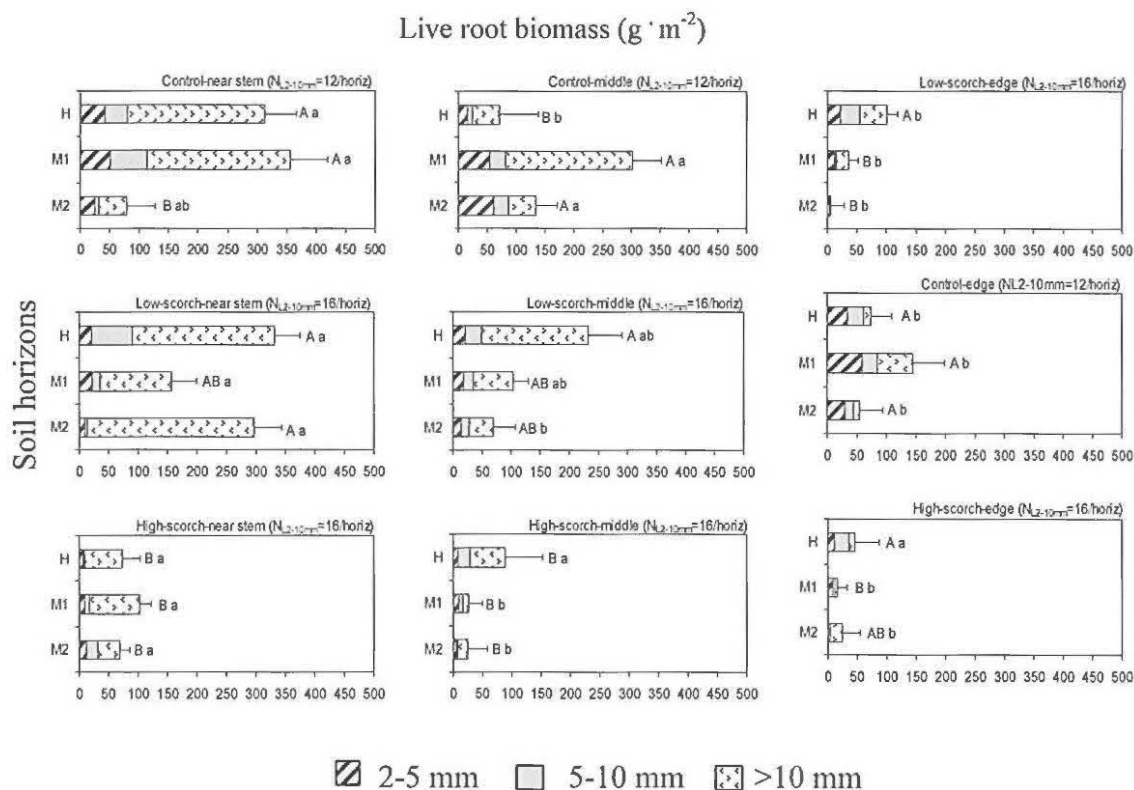 Live root biomass (g · m⁻²)
Soil horizons
Control-near stem (N_L2-10mm=12/horiz)
H A a
M1 A a
M2 B ab
0 50 100 150 200 250 300 350 400 450 500
Control-middle (N_L2-10mm=12/horiz)
H B b
M1 A a
M2 A a
0 50 100 150 200 250 300 350 400 450 500
Low-scorch-edge (N_L2-10mm=16/horiz)
H A b
M1 B b
M2 B b
0 50 100 150 200 250 300 350 400 450 500
Low-scorch-near stem (N_L2-10mm=16/horiz)
H A a
M1 AB a
M2 A a
0 50 100 150 200 250 300 350 400 450 500
Low-scorch-middle (N_L2-10mm=16/horiz)
H A ab
M1 AB ab
M2 AB b
0 50 100 150 200 250 300 350 400 450 500
Control-edge (NL2-10mm=12/horiz)
H A b
M1 A b
M2 A b
0 50 100 150 200 250 300 350 400 450 500
High-scorch-near stem (N_L2-10mm=16/horiz)
H B a
M1 B a
M2 B a
0 50 100 150 200 250 300 350 400 450 500
High-scorch-middle (N_L2-10mm=16/horiz)
H B a
M1 B b
M2 B b
0 50 100 150 200 250 300 350 400 450 500
High-scorch-edge (N_L2-10mm=16/horiz)
H A a
M1 B b
M2 AB b
0 50 100 150 200 250 300 350 400 450 500
2-5 mm 5-10 mm >10 mm